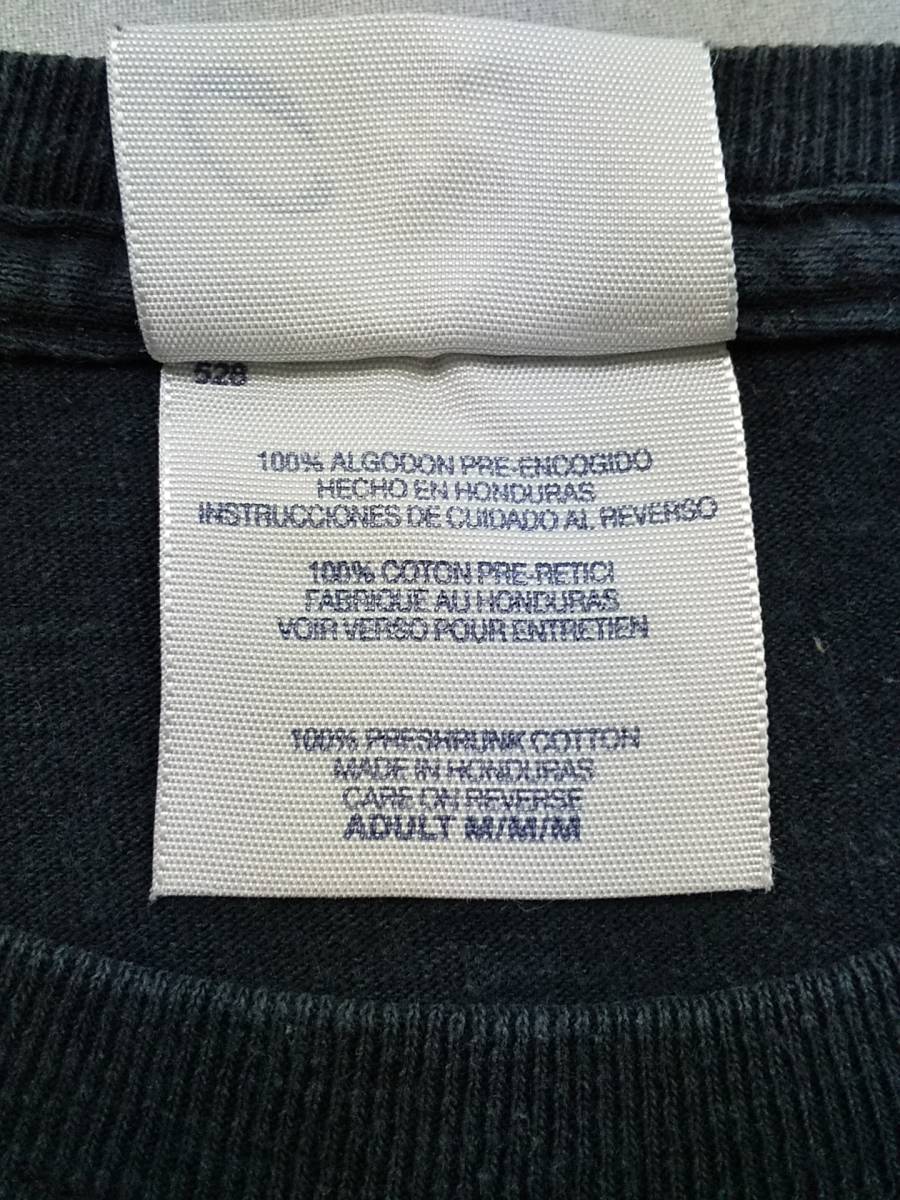 528
100% ALGODON PRE-ENCOGIDO
HECHO EN HONDURAS
INSTRUCCIONES DE CUIDADO AL REVERSO
100% COTON PRE-RETICI
FABRIQUE AU HONDURAS
VOIR VERSO POUR ENTRETIEN
100% PRESHRUNK COTTON
MADE IN HONDURAS
CARE ON REVERSE
ADULT M/M/M